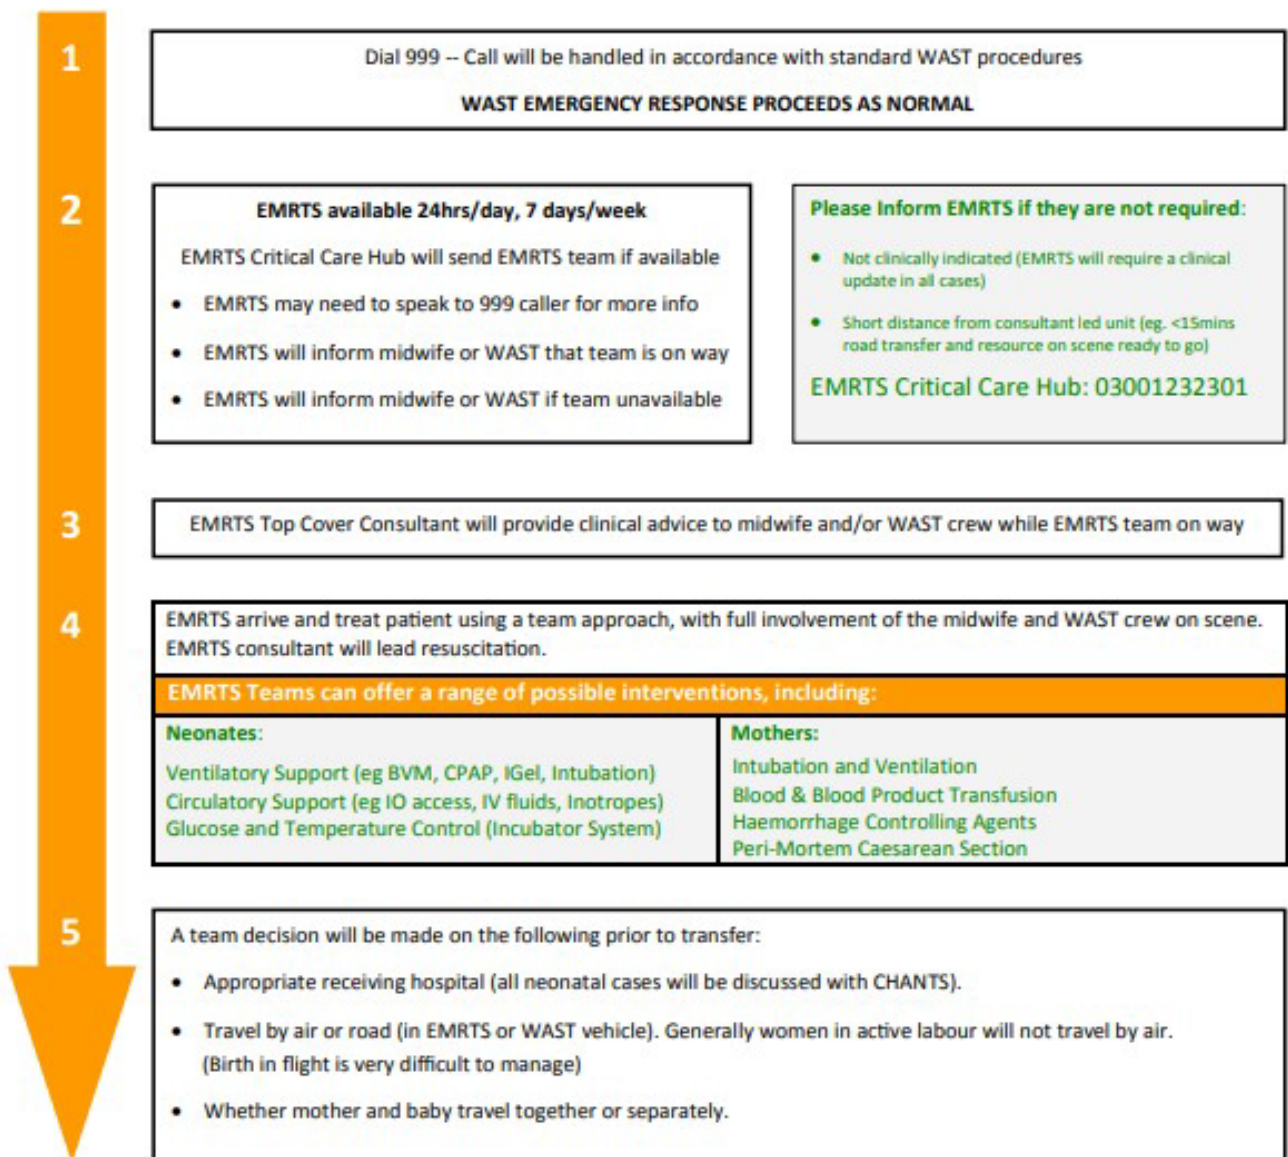 1
Dial 999 -- Call will be handled in accordance with standard WAST procedures
WAST EMERGENCY RESPONSE PROCEEDS AS NORMAL
2
EMRTS available 24hrs/day, 7 days/week
EMRTS Critical Care Hub will send EMRTS team if available
• EMRTS may need to speak to 999 caller for more info
• EMRTS will inform midwife or WAST that team is on way
• EMRTS will inform midwife or WAST if team unavailable
Please Inform EMRTS if they are not required:
• Not clinically indicated (EMRTS will require a clinical
update in all cases)
• Short distance from consultant led unit (eg. <15mins
road transfer and resource on scene ready to go)
EMRTS Critical Care Hub: 03001232301
3
EMRTS Top Cover Consultant will provide clinical advice to midwife and/or WAST crew while EMRTS team on way
4
EMRTS arrive and treat patient using a team approach, with full involvement of the midwife and WAST crew on scene.
EMRTS consultant will lead resuscitation.
EMRTS Teams can offer a range of possible interventions, including:
Neonates:
Ventilatory Support (eg BVM, CPAP, IGel, Intubation)
Circulatory Support (eg IO access, IV fluids, Inotropes)
Glucose and Temperature Control (Incubator System)
Mothers:
Intubation and Ventilation
Blood & Blood Product Transfusion
Haemorrhage Controlling Agents
Peri-Mortem Caesarean Section
5
A team decision will be made on the following prior to transfer:
• Appropriate receiving hospital (all neonatal cases will be discussed with CHANTS).
• Travel by air or road (in EMRTS or WAST vehicle). Generally women in active labour will not travel by air.
(Birth in flight is very difficult to manage)
• Whether mother and baby travel together or separately.